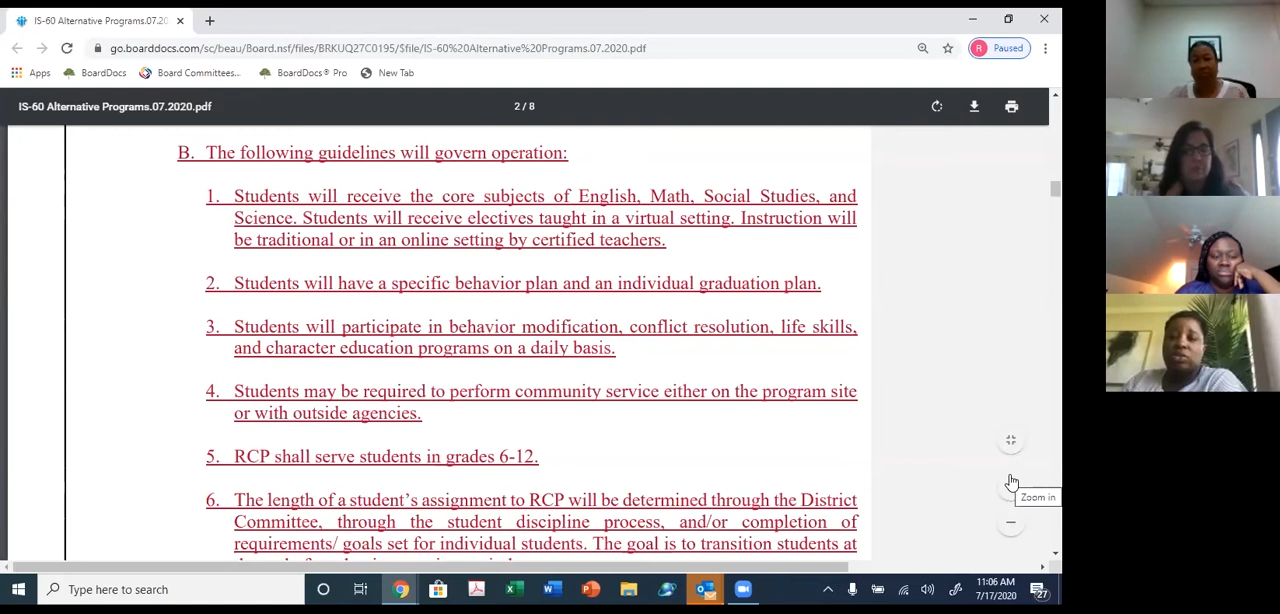 IS-60 Alternative Programs.07.20
go.boarddocs.com/sc/beau/Board.nsf/files/BRKUQ27C0195/$file/IS-60%20Alternative%20Programs.07.2020.pdf
R Paused
Apps BoardDocs Board Committees... BoardDocs® Pro New Tab
IS-60 Alternative Programs.07.2020.pdf 2 / 8
B. The following guidelines will govern operation:
1. Students will receive the core subjects of English, Math, Social Studies, and
Science. Students will receive electives taught in a virtual setting. Instruction will
be traditional or in an online setting by certified teachers.
2. Students will have a specific behavior plan and an individual graduation plan.
3. Students will participate in behavior modification, conflict resolution, life skills,
and character education programs on a daily basis.
4. Students may be required to perform community service either on the program site
or with outside agencies.
5. RCP shall serve students in grades 6-12.
6. The length of a student's assignment to RCP will be determined through the District
Committee, through the student discipline process, and/or completion of
requirements/ goals set for individual students. The goal is to transition students at
Zoom in
Type here to search
11:06 AM
7/17/2020
27